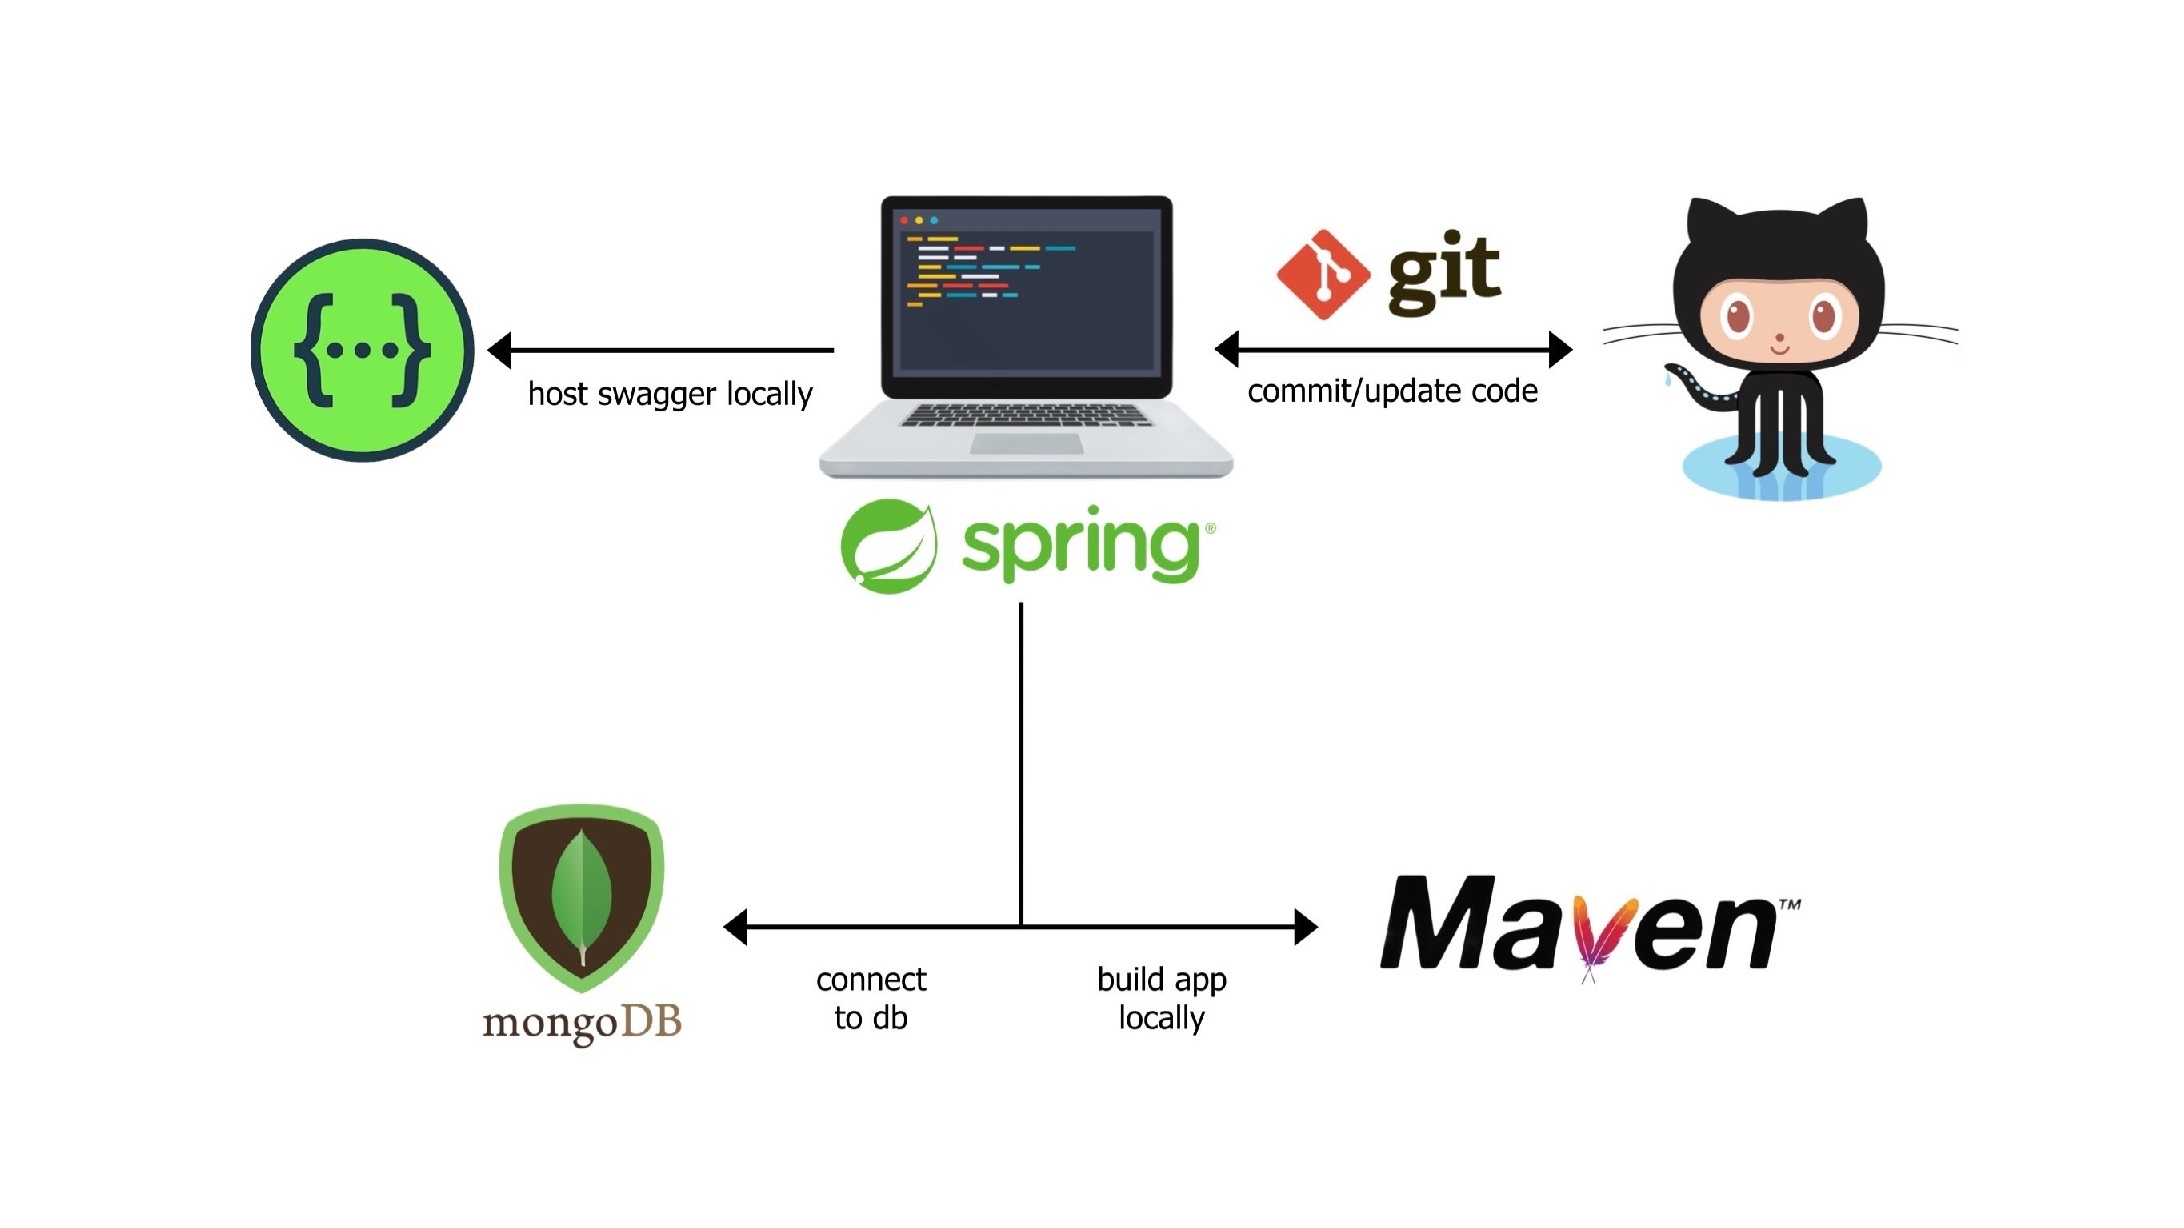 git
host swagger locally
commit/update code
spring®
mongoDB
connect
to db
build app
locally
Maven™